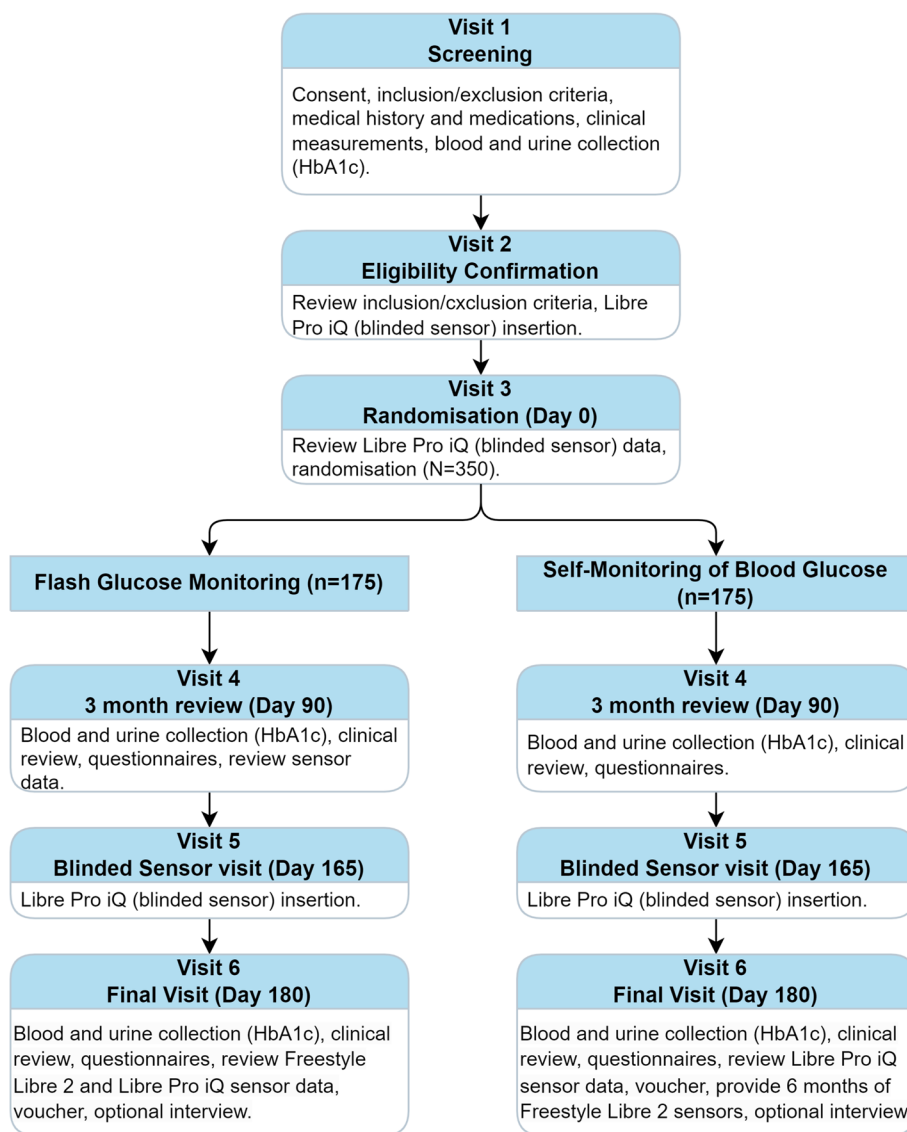 Visit 1
Screening
Consent, inclusion/exclusion criteria,
medical history and medications, clinical
measurements, blood and urine collection
(HbA1c).
Visit 2
Eligibility Confirmation
Review inclusion/cxclusion criteria, Libre
Pro iQ (blinded sensor) insertion.
Visit 3
Randomisation (Day 0)
Review Libre Pro iQ (blinded sensor) data,
randomisation (N=350).
Flash Glucose Monitoring (n=175)
Self-Monitoring of Blood Glucose
(n=175)
Visit 4
3 month review (Day 90)
Blood and urine collection (HbA1c), clinical
review, questionnaires, review sensor
data.
Visit 4
3 month review (Day 90)
Blood and urine collection (HbA1c), clinical
review, questionnaires.
Visit 5
Blinded Sensor visit (Day 165)
Libre Pro iQ (blinded sensor) insertion.
Visit 5
Blinded Sensor visit (Day 165)
Libre Pro iQ (blinded sensor) insertion.
Visit 6
Final Visit (Day 180)
Blood and urine collection (HbA1c), clinical
review, questionnaires, review Freestyle
Libre 2 and Libre Pro iQ sensor data,
voucher, optional interview.
Visit 6
Final Visit (Day 180)
Blood and urine collection (HbA1c), clinical
review, questionnaires, review Libre Pro iQ
sensor data, voucher, provide 6 months of
Freestyle Libre 2 sensors, optional interview